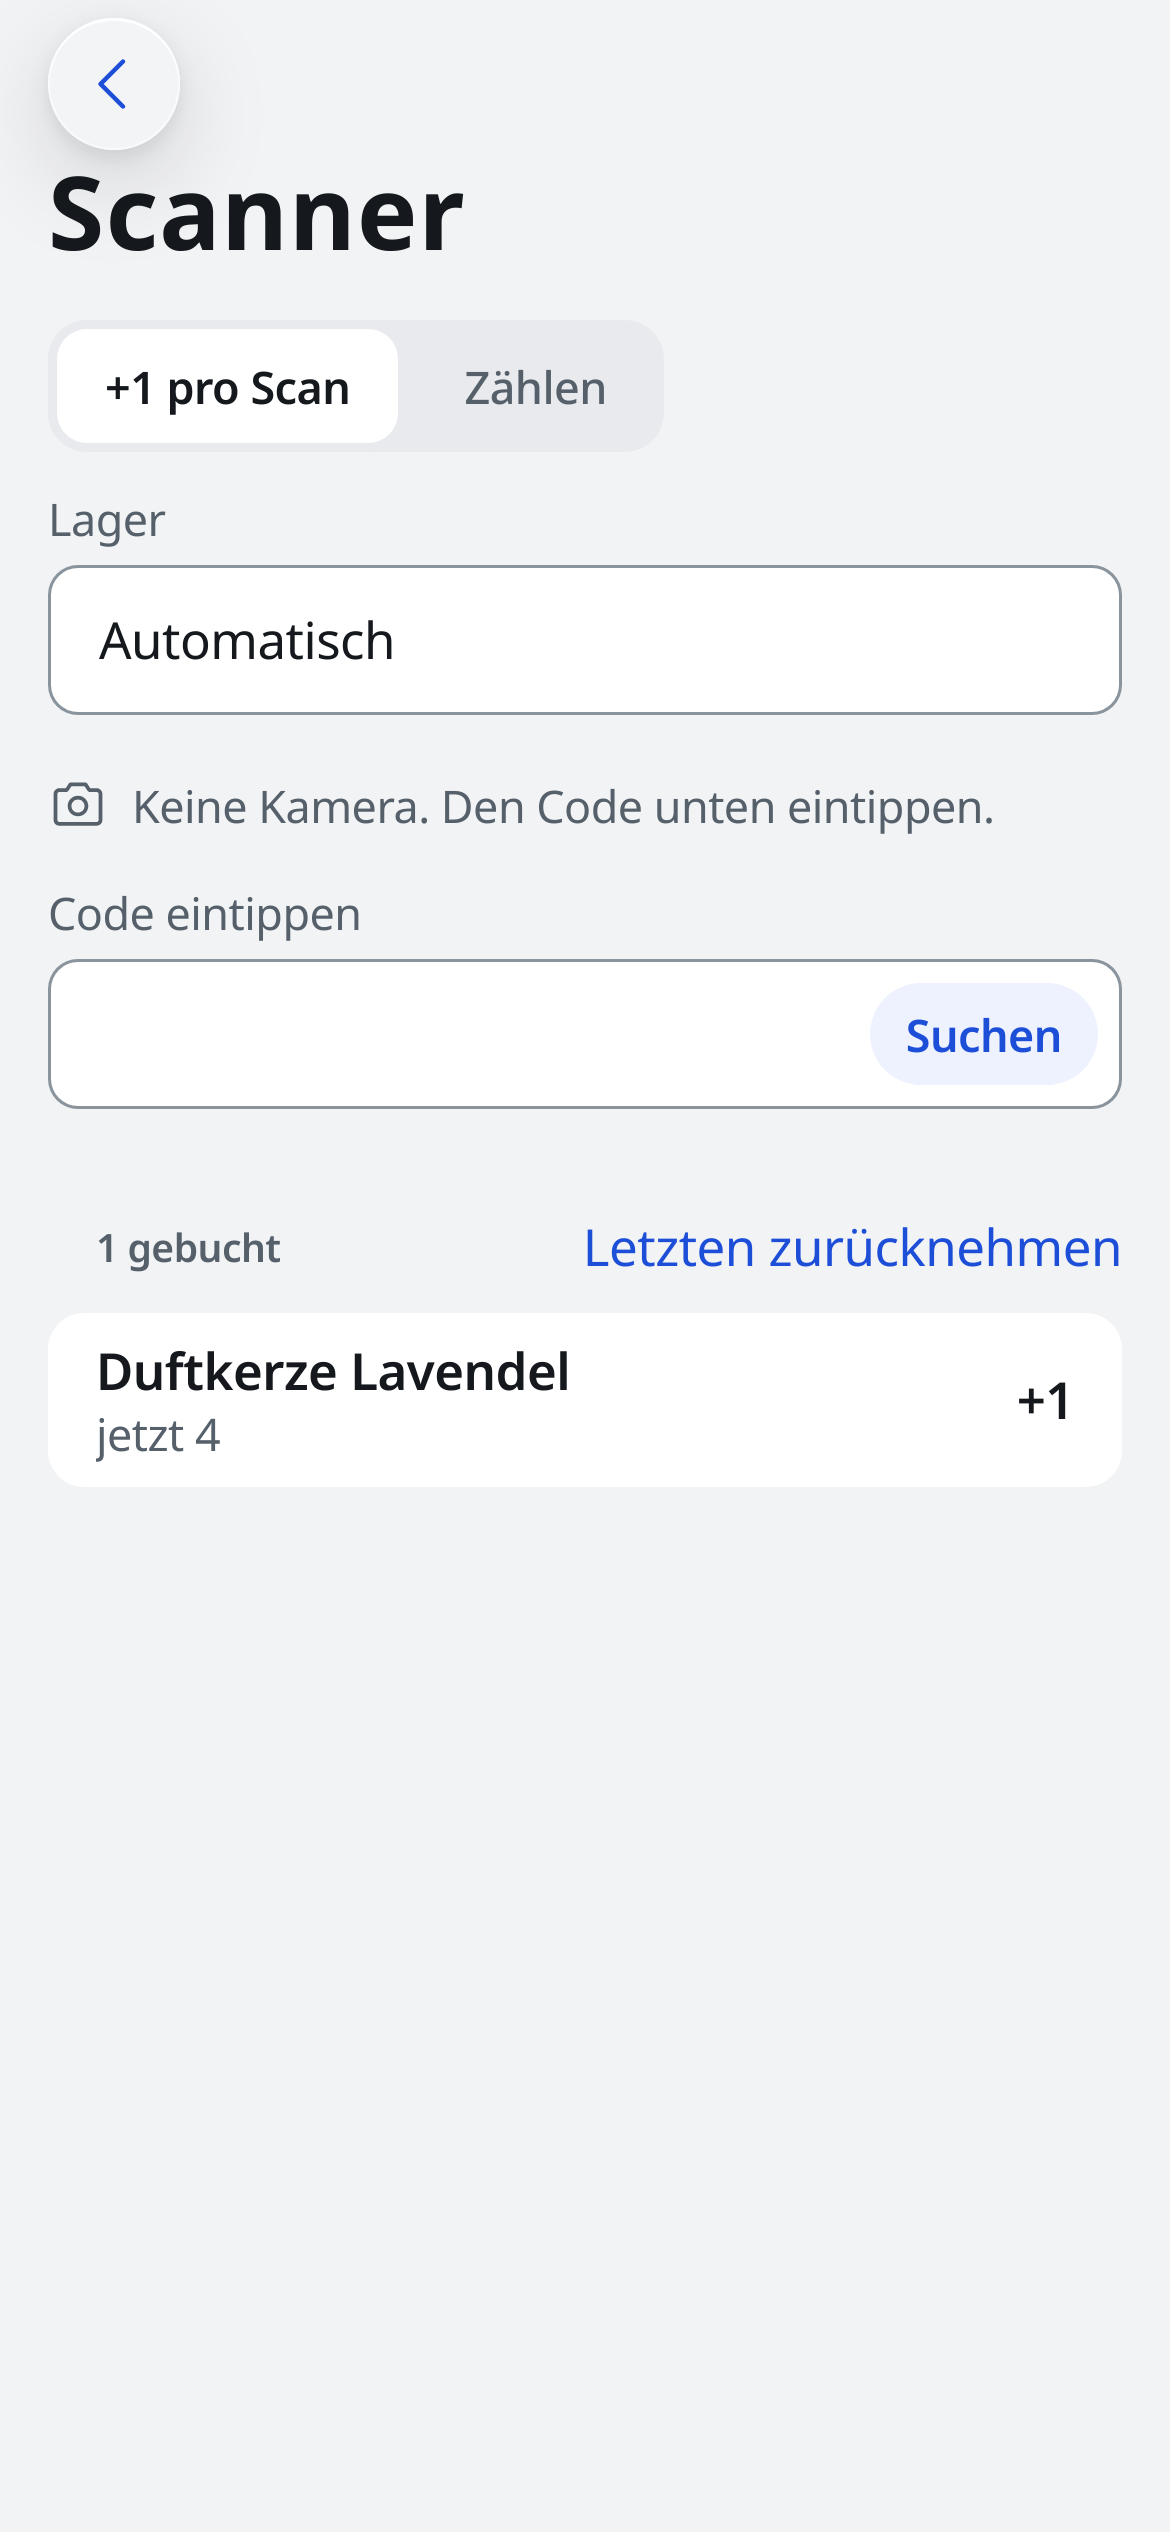 Scanner
+1 pro Scan Zählen
Lager
Automatisch
Keine Kamera. Den Code unten eintippen.
Code eintippen
Suchen
1 gebucht Letzten zurücknehmen
Duftkerze Lavendel
+1
jetzt 4